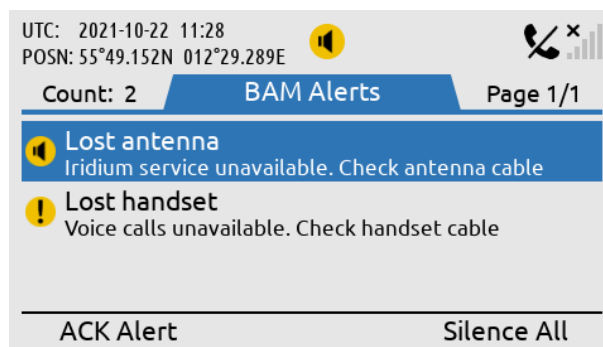 UTC: 2021-10-22 11:28
POSN: 55°49.152N 012°29.289E
Count: 2 BAM Alerts Page 1/1
Lost antenna
Iridium service unavailable. Check antenna cable
Lost handset
Voice calls unavailable. Check handset cable
ACK Alert Silence All